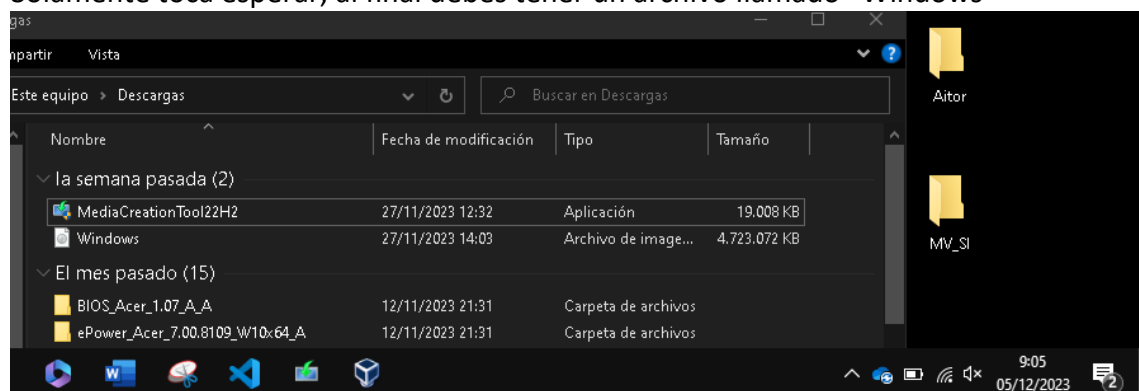 Solamente toca esperar, al final debes tener un archivo llamado "Windows"
gas
mpartir Vista
Este equipo > Descargas Buscar en Descargas
Nombre Fecha de modificación Tipo Tamaño
la semana pasada (2)
MediaCreationTool22H2 27/11/2023 12:32 Aplicación 19.008 KB
Windows 27/11/2023 14:03 Archivo de image... 4.723.072 KB
El mes pasado (15)
BIOS_Acer_1.07_A_A 12/11/2023 21:31 Carpeta de archivos
ePower_Acer_7.00.8109_W10x64_A 12/11/2023 21:31 Carpeta de archivos
Aitor
MV_SI
9:05
05/12/2023
2